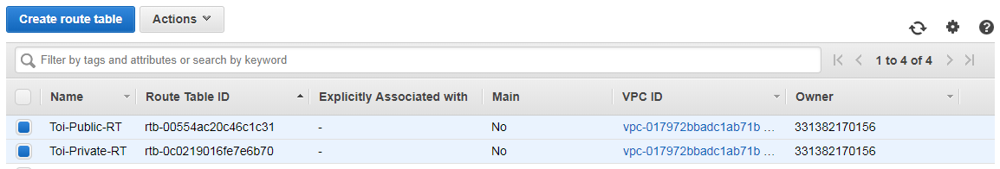 Create route table Actions
Filter by tags and attributes or search by keyword
1 to 4 of 4
Name Route Table ID Explicitly Associated with Main VPC ID Owner
Toi-Public-RT rtb-00554ac20c46c1c31 - No vpc-017972bbadc1ab71b ... 331382170156
Toi-Private-RT rtb-0c0219016fe7e6b70 - No vpc-017972bbadc1ab71b ... 331382170156